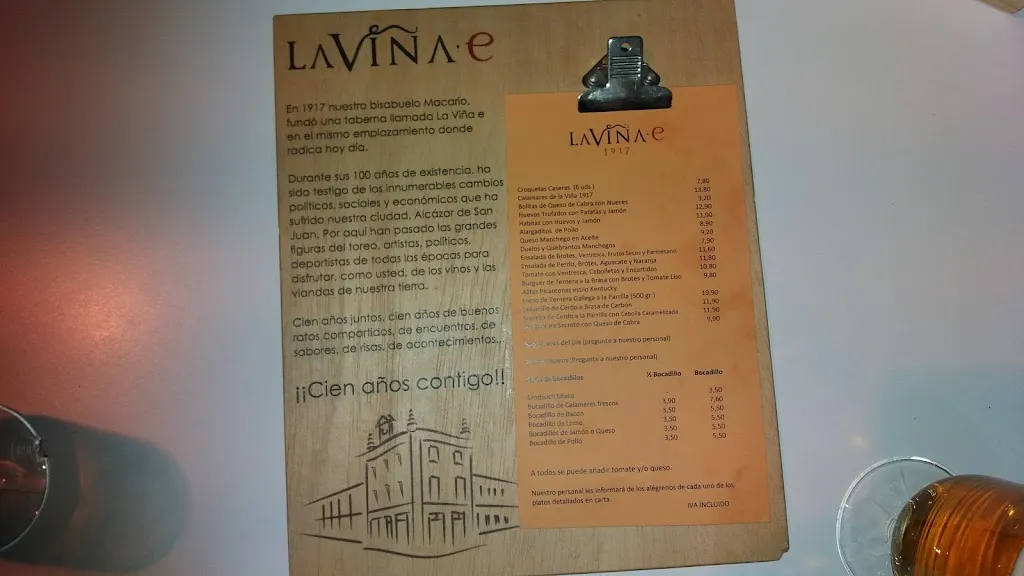 LAVIÑA·e
En 1917 nuestro bisabuelo Macario,
fundó una taberna llamada La Viña e
en el mismo emplazamiento donde
radica hoy día.
Durante sus 100 años de existencia, ha
sido testigo de los innumerables cambios
políticos, sociales y económicos que ha
sufrido nuestra ciudad, Alcázar de San
Juan. Por aquí han pasado las grandes
figuras del toreo, artistas, políticos,
deportistas de todas las épocas para
disfrutar, como usted, de los vinos y las
viandas de nuestra tierra.
Cien años juntos, cien años de buenos
ratos compartidos, de encuentros, de
sabores, de risas, de acontecimientos...
¡¡Cien años contigo!!
LAVIÑA·e
1917
Croquetas Caseras (6 uds) 7,80
Calamares de la Viña 1917 13,80
Bolitas de Queso de Cabra con Nueces 9,20
Huevos Trufados con Patatas y Jamón 12,90
Habitas con Huevos y Jamón 11,90
Alargaditos de Pollo 8,90
Queso Manchego en Aceite 9,20
Duelos y Quebrantos Manchegos 7,90
Ensalada de Brotes, Ventresca, Frutos Secos y Parmesano 11,60
Ensalada de Perdiz, Brotes, Aguacate y Naranja 11,80
Tomate con Ventresca, Cebolletas y Encurtidos 10,80
Burguer de Ternera a la Brasa con Brotes y Tomate Liso 9,80
Alitas Picantonas estilo Kentucky
de Ternera Gallega a la Parrilla (500 gr) 19,90
de Cerdo a Brasa de Carbón 11,90
de Cerdo a la Parrilla con Cebolla Caramelizada 11,90
Secreto con Queso de Cabra 9,90
del Día (pregunte a nuestro personal)
(Pregunte a nuestro personal)
de Bocadillos ½ Bocadillo Bocadillo
Sandwich Mixto 3,50
Bocadillo de Calamares frescos 3,90 7,60
Bocadillo de Bacon 3,50 5,50
Bocadillo de Lomo 3,50 5,50
Bocadillos de Jamón o Queso 3,50 5,50
Bocadillo de Pollo 3,50 5,50
A todos se puede añadir tomate y/o queso.
Nuestro personal les informará de los alégrenos de cada uno de los
platos detallados en carta.
IVA INCLUIDO